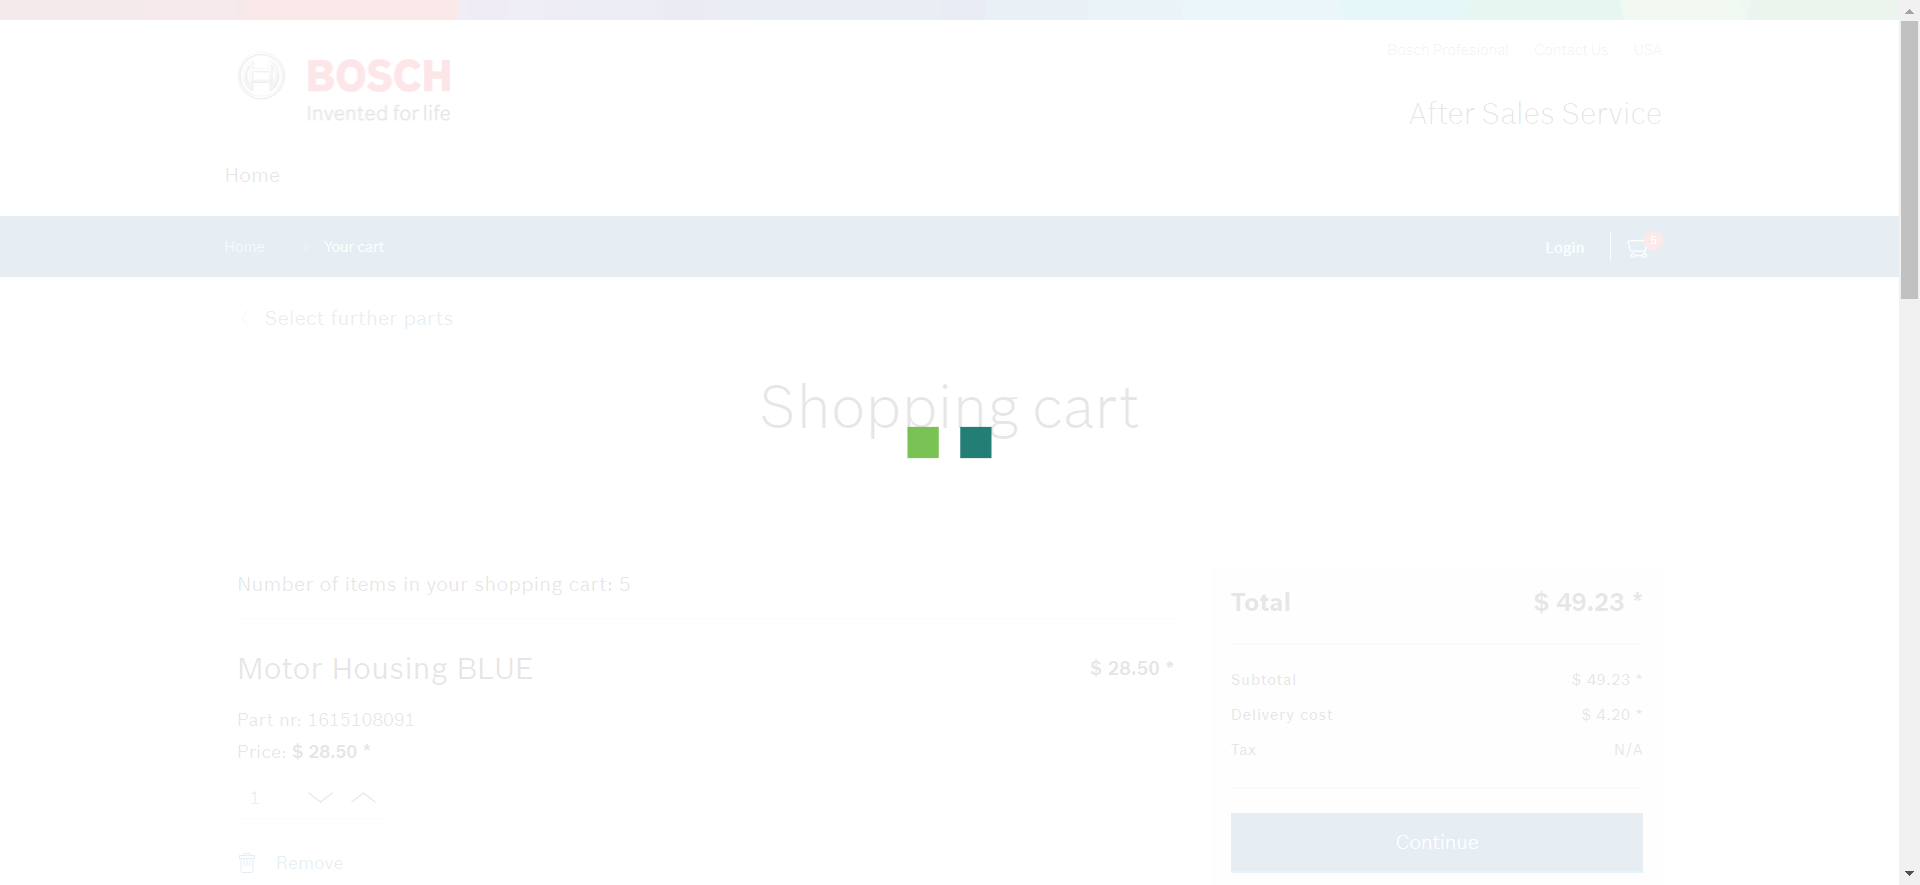 Bosch Profesional Contact Us USA
BOSCH
Invented for life
After Sales Service
Home
Home Your cart
Login
Select further parts
Shopping cart
Number of items in your shopping cart: 5
Total $ 49.23 *
Motor Housing BLUE $ 28.50 *
Subtotal $ 49.23 *
Part nr: 1615108091
Delivery cost $ 4.20 *
Price: $ 28.50 *
Tax N/A
1
Continue
Remove